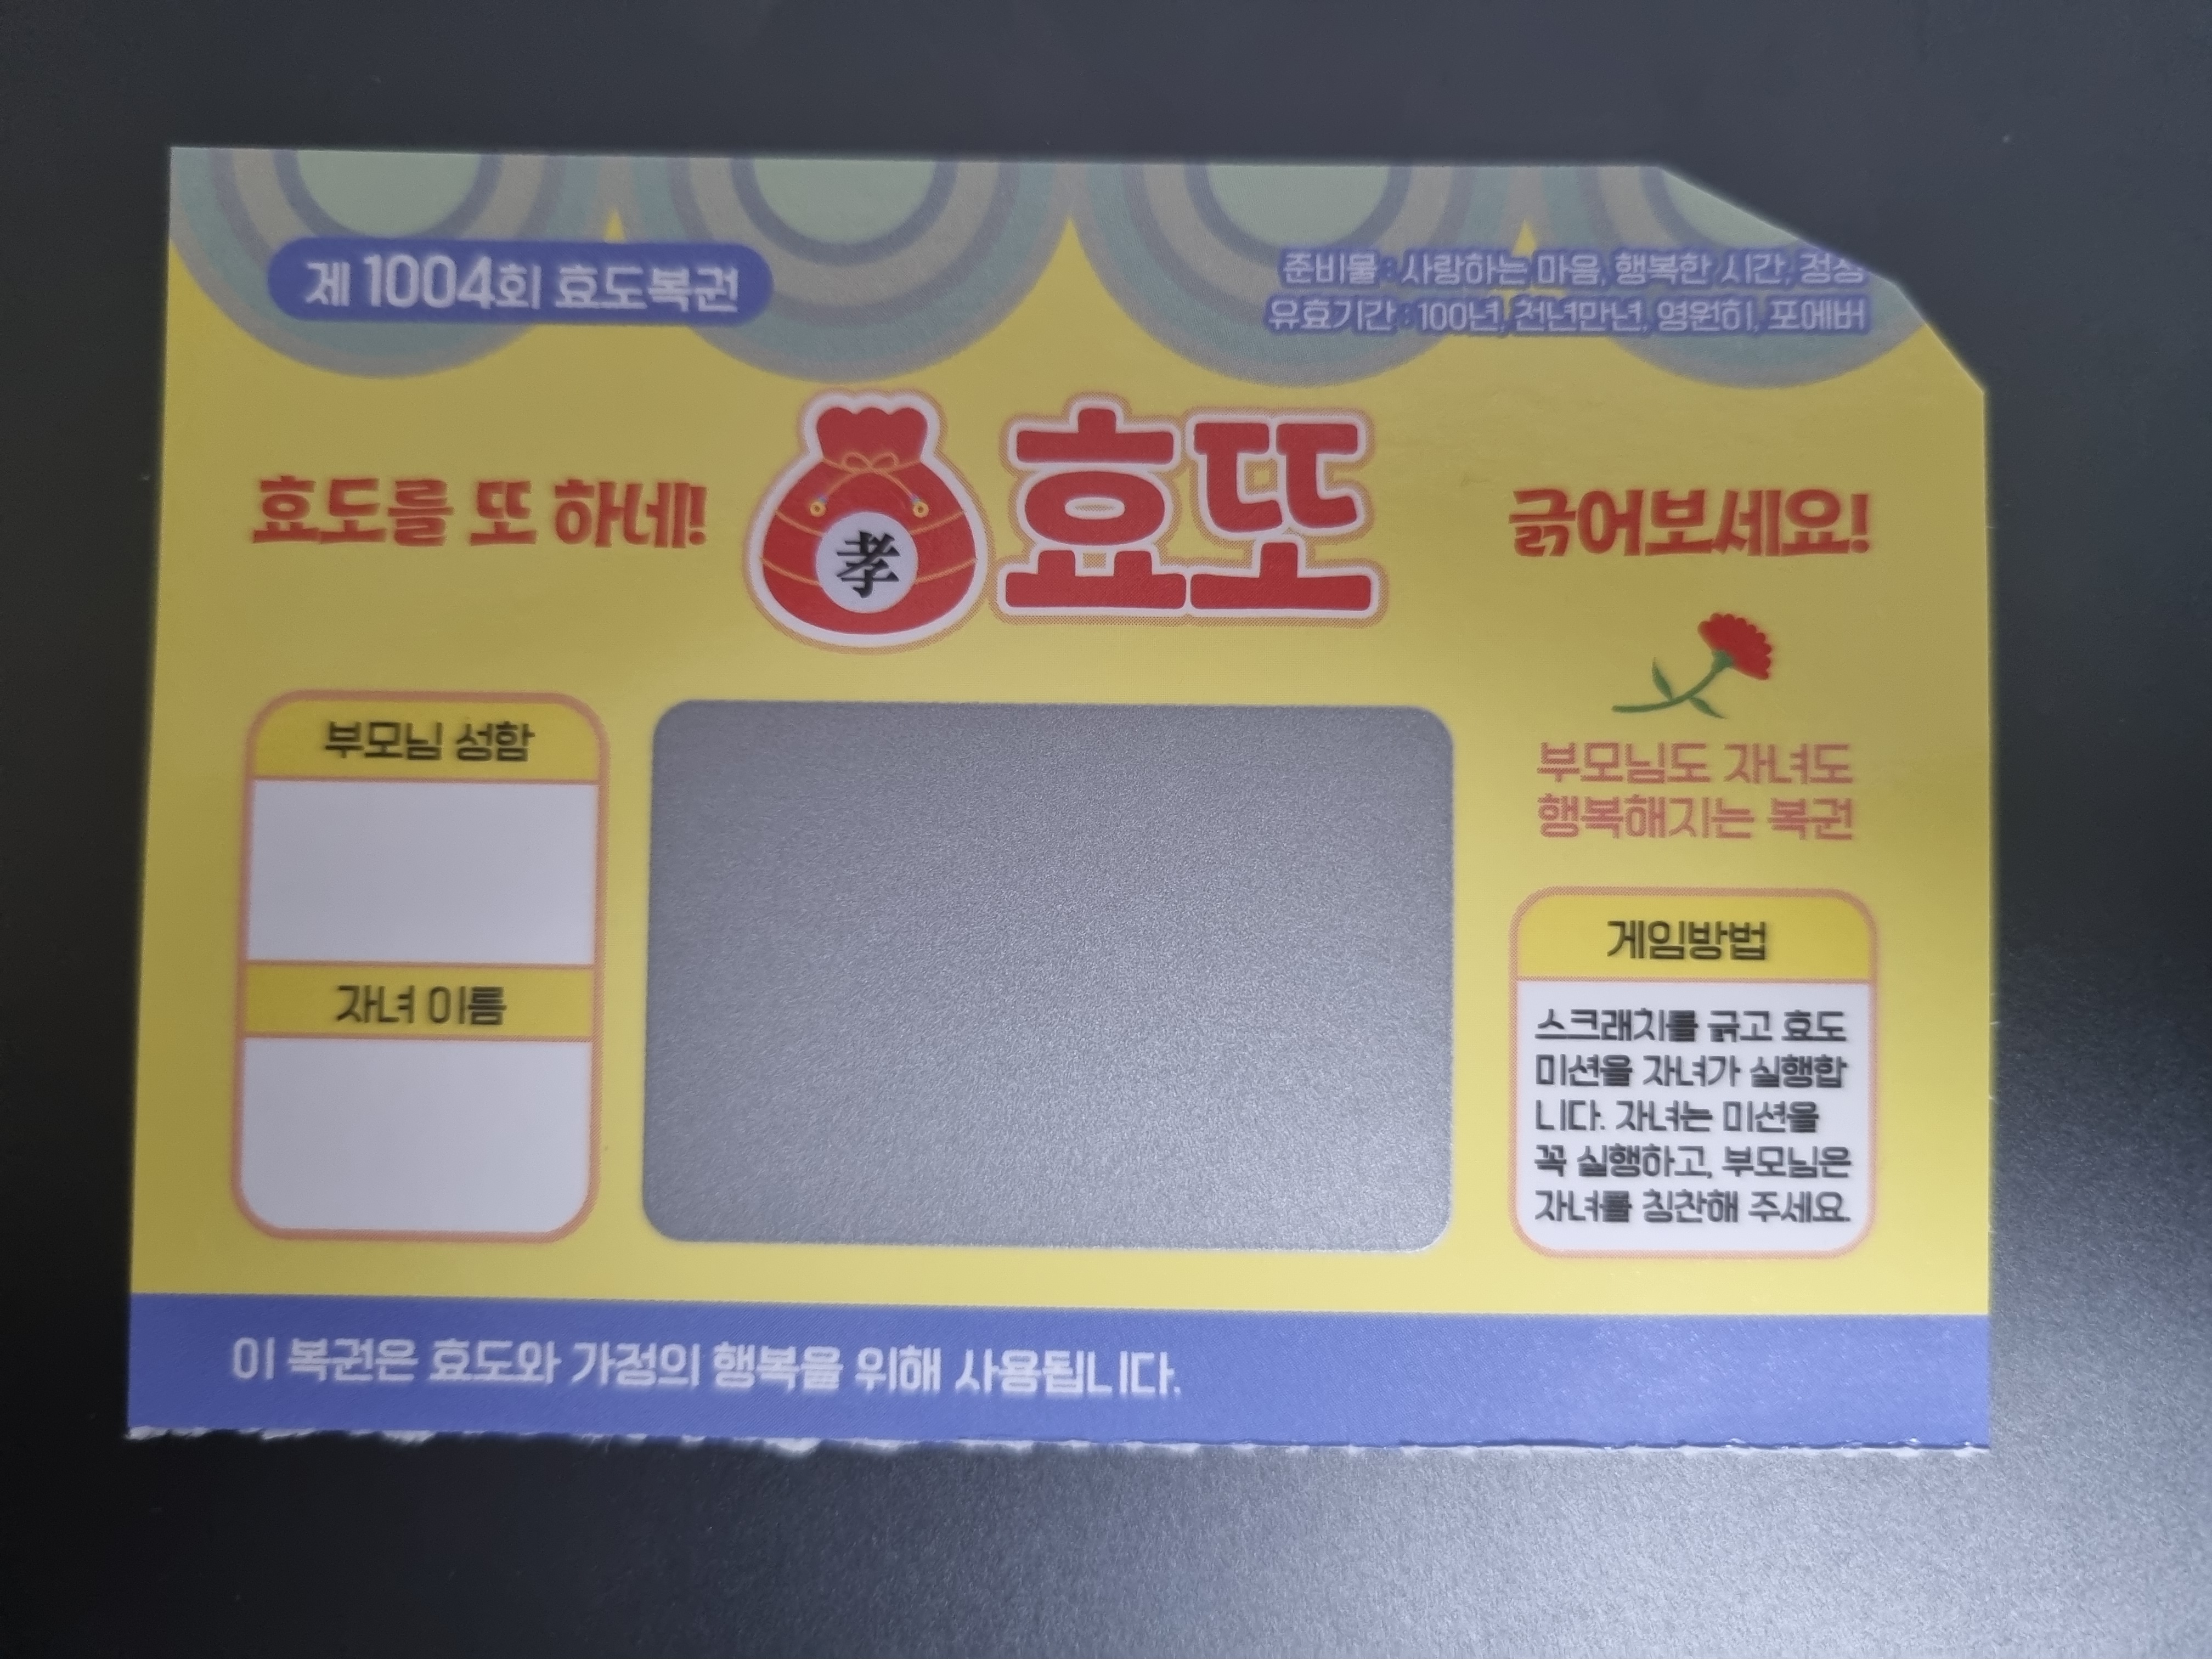 제 1004회 효도복권
준비물 : 사랑하는 마음, 행복한 시간,
유효기간 : 100년, 천년만년, 영원히, 포에버
효도를 또 해네!
孝
효또
긁어보세요!
부모님 성함
자녀 이름
부모님도 자녀도
행복해지는 복권
게임방법
스크래치를 긁고 효도
미션을 자녀가 실행합
니다. 자녀는 미션을
꼭 실행하고, 부모님은
자녀를 칭찬해 주세요
이 복권은 효도와 가정의 행복을 위해 사용됩니다.